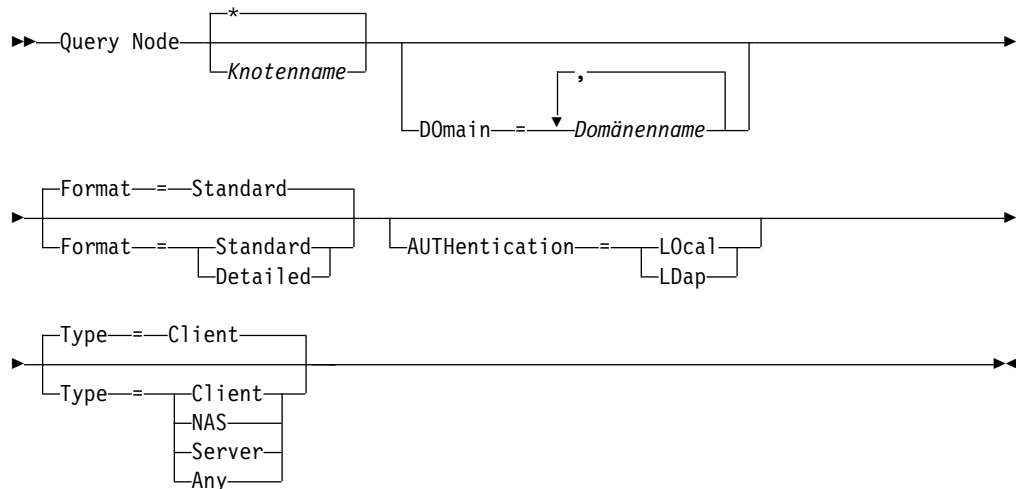 *
Query Node
Knotenname
,
DOmain = Domänenname
Format = Standard
Format = Standard
Detailed
AUTHentication = LOcal
LDap
Type = Client
Type = Client
NAS
Server
Any